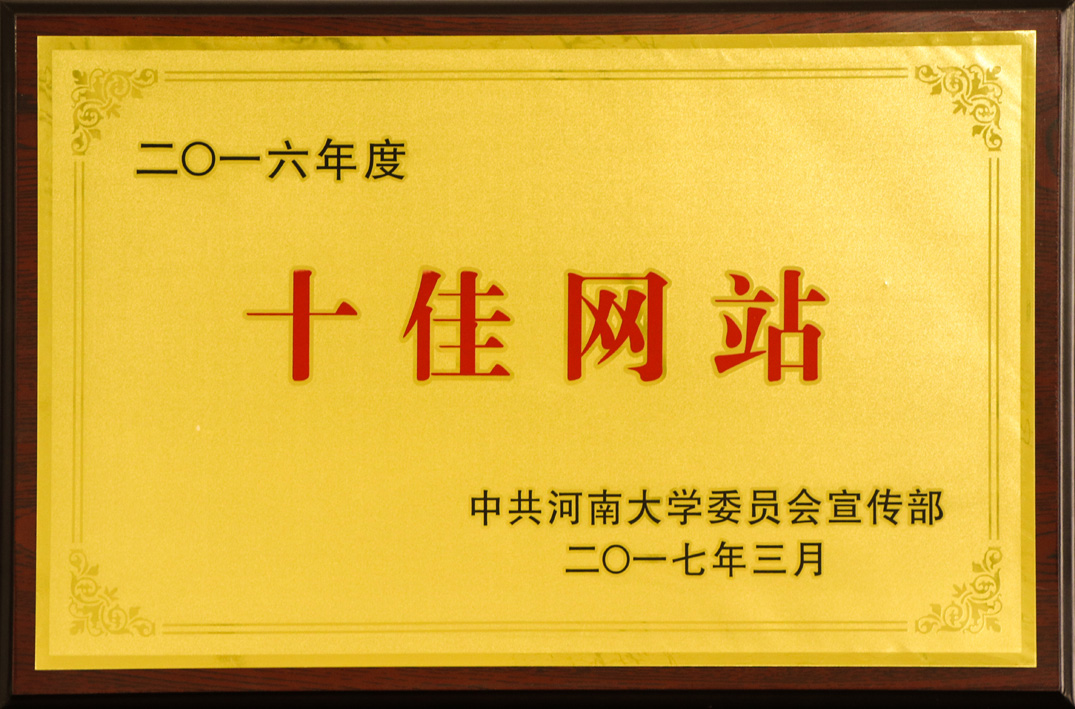 二〇一六年度
十佳网站
中共河南大学委员会宣传部
二〇一七年三月